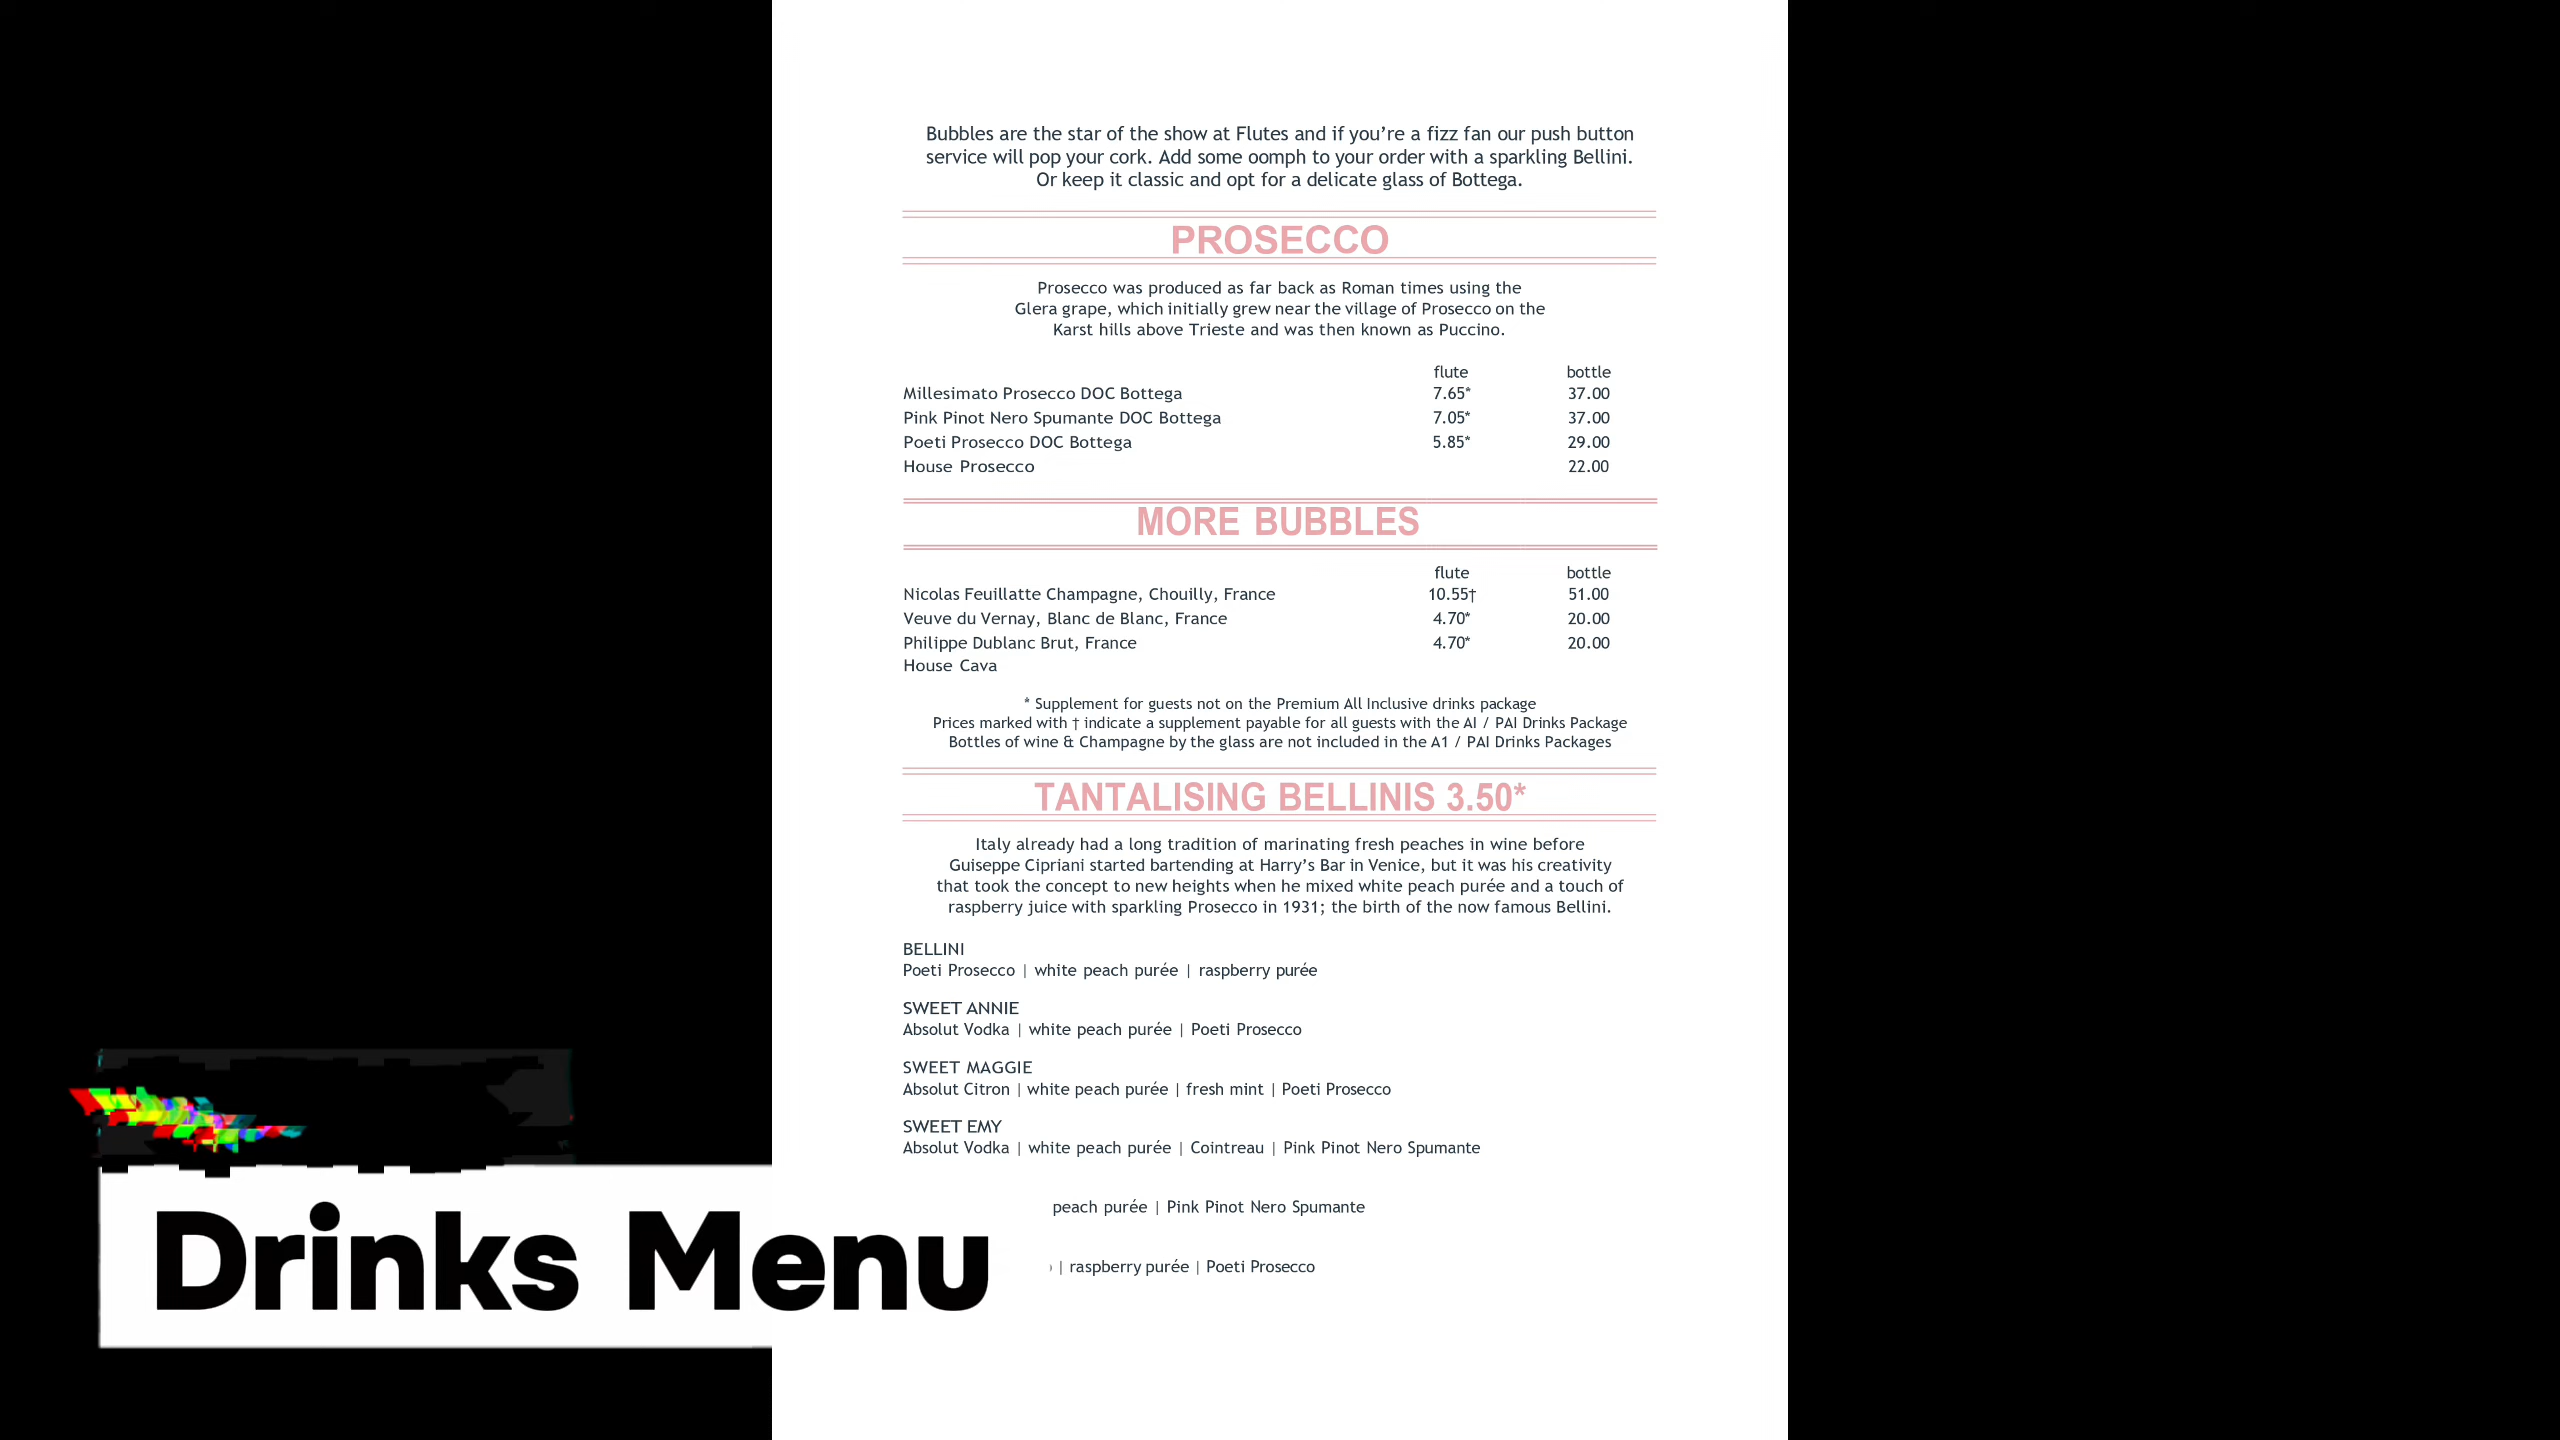 Bubbles are the star of the show at Flutes and if you’re a fizz fan our push button
service will pop your cork. Add some oomph to your order with a sparkling Bellini.
Or keep it classic and opt for a delicate glass of Bottega.
PROSECCO
Prosecco was produced as far back as Roman times using the
Glera grape, which initially grew near the village of Prosecco on the
Karst hills above Trieste and was then known as Puccino.
flute bottle
Millesimato Prosecco DOC Bottega 7.65* 37.00
Pink Pinot Nero Spumante DOC Bottega 7.05* 37.00
Poeti Prosecco DOC Bottega 5.85* 29.00
House Prosecco 22.00
MORE BUBBLES
flute bottle
Nicolas Feuillatte Champagne, Chouilly, France 10.55† 51.00
Veuve du Vernay, Blanc de Blanc, France 4.70* 20.00
Philippe Dublanc Brut, France 4.70* 20.00
House Cava
* Supplement for guests not on the Premium All Inclusive drinks package
Prices marked with † indicate a supplement payable for all guests with the AI / PAI Drinks Package
Bottles of wine & Champagne by the glass are not included in the A1 / PAI Drinks Packages
TANTALISING BELLINIS 3.50*
Italy already had a long tradition of marinating fresh peaches in wine before
Guiseppe Cipriani started bartending at Harry’s Bar in Venice, but it was his creativity
that took the concept to new heights when he mixed white peach purée and a touch of
raspberry juice with sparkling Prosecco in 1931; the birth of the now famous Bellini.
BELLINI
Poeti Prosecco | white peach purée | raspberry purée
SWEET ANNIE
Absolut Vodka | white peach purée | Poeti Prosecco
SWEET MAGGIE
Absolut Citron | white peach purée | fresh mint | Poeti Prosecco
SWEET EMY
Absolut Vodka | white peach purée | Cointreau | Pink Pinot Nero Spumante
peach purée | Pink Pinot Nero Spumante
| raspberry purée | Poeti Prosecco
Drinks Menu